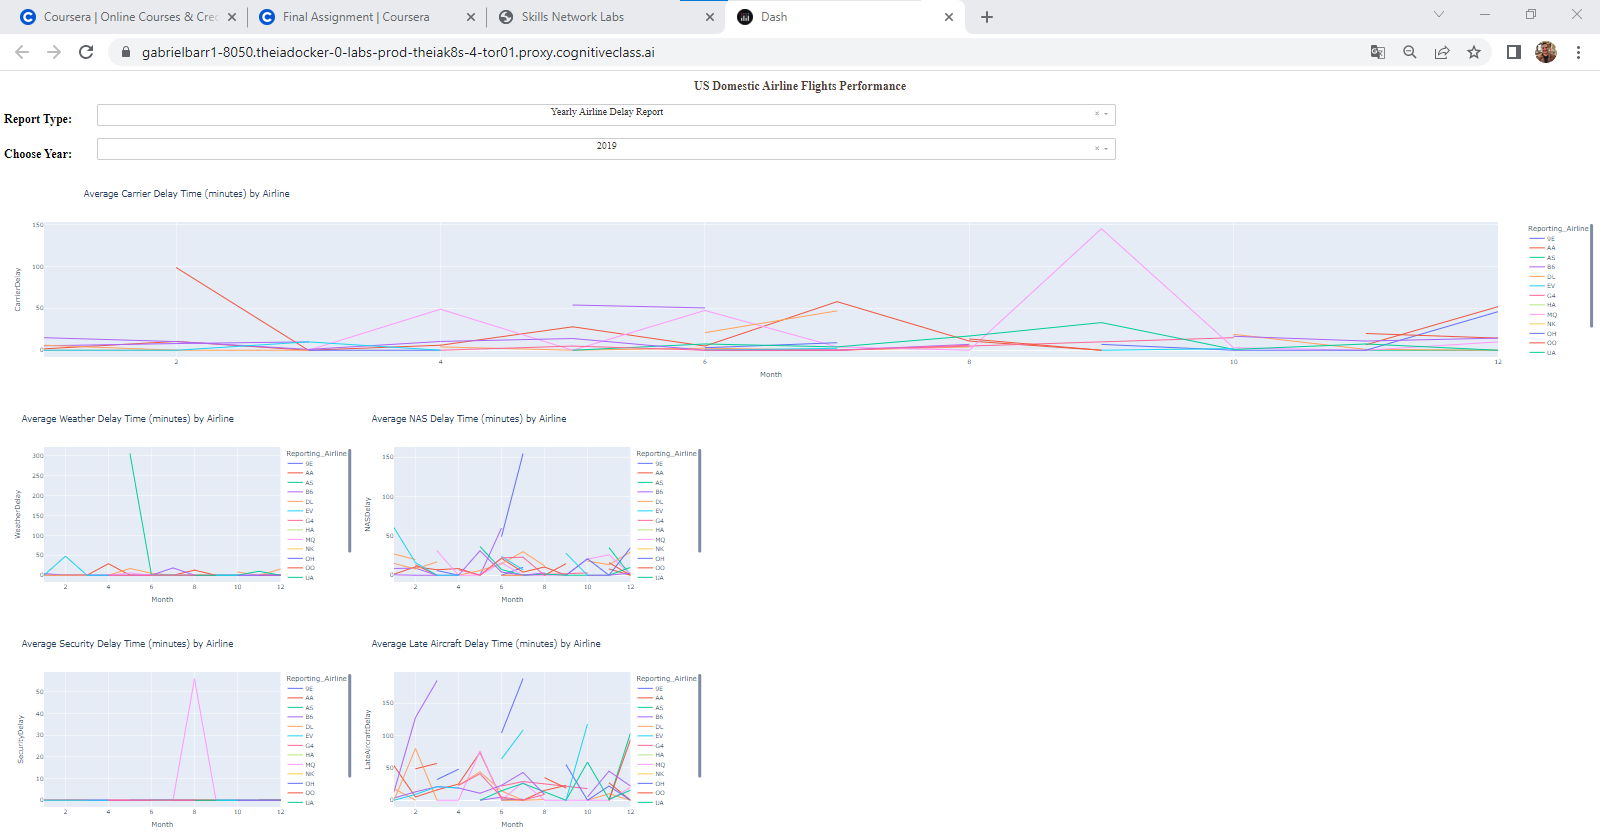 Coursera | Online Courses & Cre
Final Assignment | Coursera
Skills Network Labs
Dash
gabrielbarr1-8050.theiadocker-0-labs-prod-theiak8s-4-tor01.proxy.cognitiveclass.ai
US Domestic Airline Flights Performance
Report Type:
Yearly Airline Delay Report
Choose Year:
2019
Average Carrier Delay Time (minutes) by Airline
150
100
50
0
CarrierDelay
2
4
6
8
10
12
Month
Reporting_Airline
9E
AA
AS
B6
DL
EV
G4
HA
MQ
NK
OH
OO
UA
Average Weather Delay Time (minutes) by Airline
300
250
200
150
100
50
0
WeatherDelay
2
4
6
8
10
12
Month
Reporting_Airline
9E
AA
AS
B6
DL
EV
G4
HA
MQ
NK
OH
OO
UA
Average NAS Delay Time (minutes) by Airline
150
100
50
0
NASDelay
2
4
6
8
10
12
Month
Reporting_Airline
9E
AA
AS
B6
DL
EV
G4
HA
MQ
NK
OH
OO
UA
Average Security Delay Time (minutes) by Airline
50
40
30
20
10
0
SecurityDelay
2
4
6
8
10
12
Month
Reporting_Airline
9E
AA
AS
B6
DL
EV
G4
HA
MQ
NK
OH
OO
UA
Average Late Aircraft Delay Time (minutes) by Airline
150
100
50
0
LateAircraftDelay
2
4
6
8
10
12
Month
Reporting_Airline
9E
AA
AS
B6
DL
EV
G4
HA
MQ
NK
OH
OO
UA